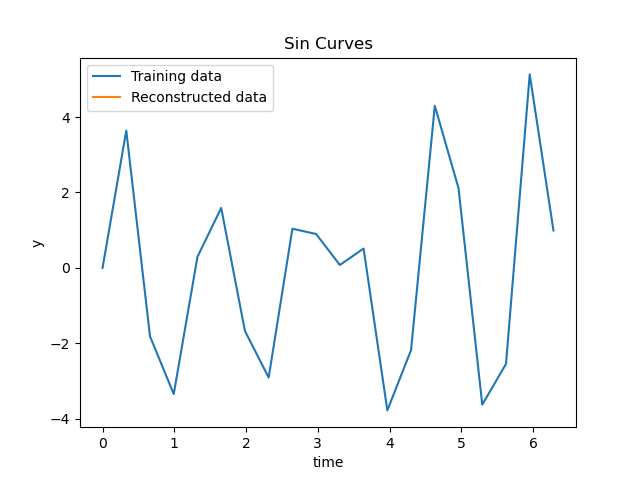 Sin Curves
Training data
Reconstructed data
y
4
2
0
−2
−4
0 1 2 3 4 5 6
time